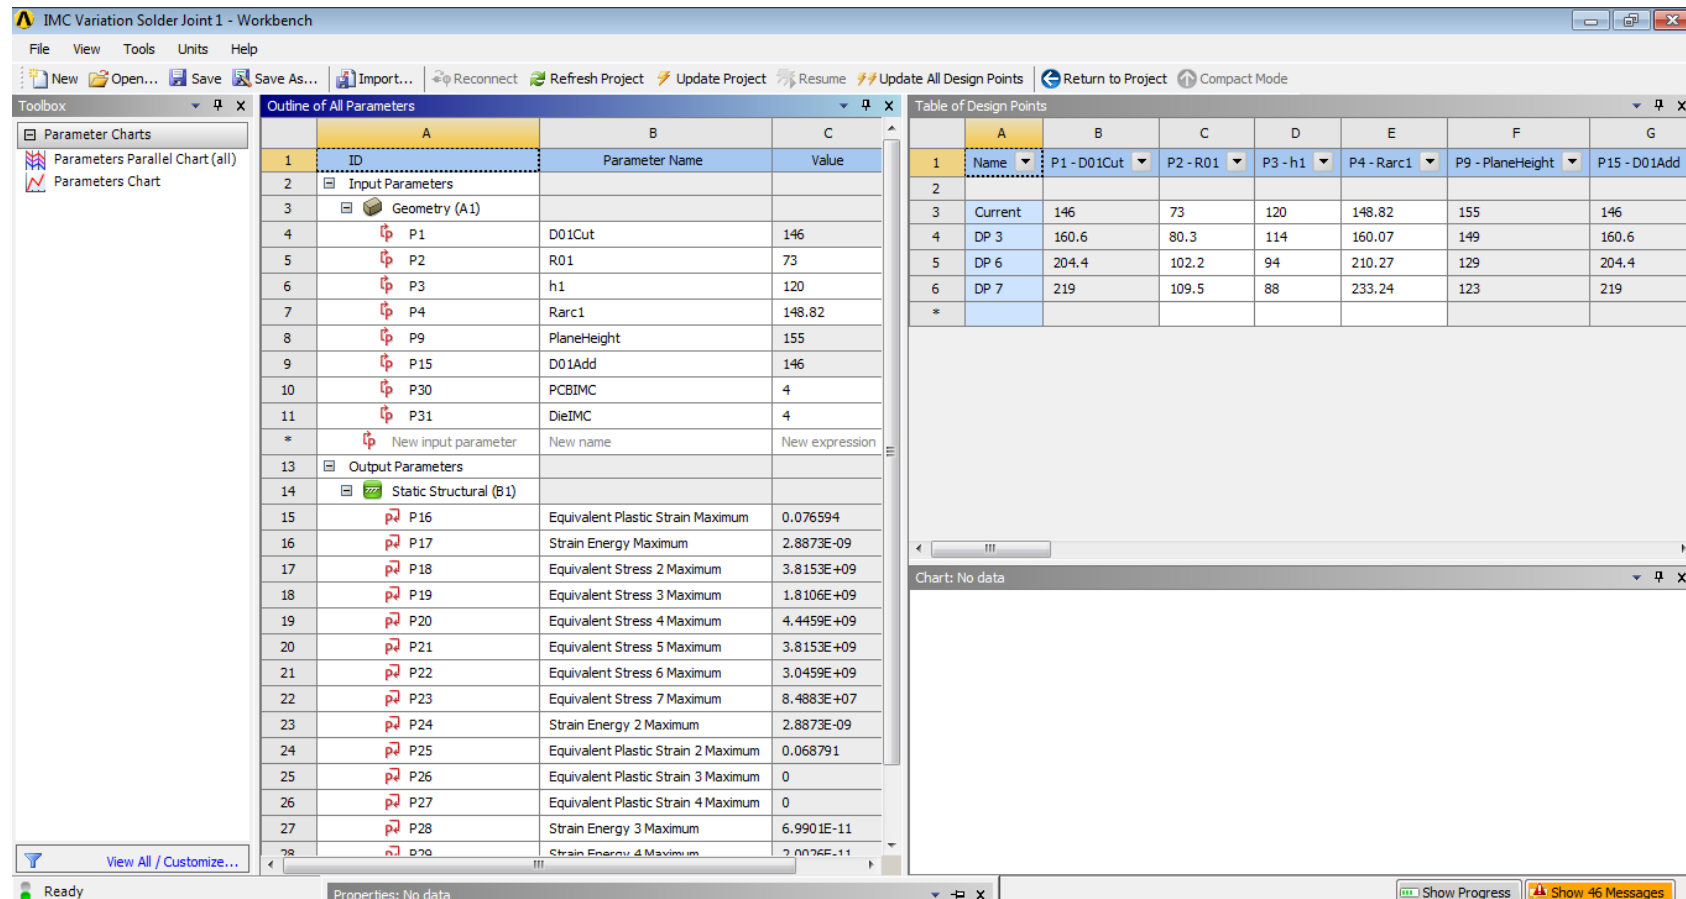 IMC Variation Solder Joint 1 - Workbench
File View Tools Units Help
New Open... Save Save As... Import... Reconnect Refresh Project Update Project Resume Update All Design Points Return to Project Compact Mode
Toolbox
Parameter Charts
Parameters Parallel Chart (all)
Parameters Chart
View All / Customize...
Outline of All Parameters
A B C
1 ID Parameter Name Value
2 Input Parameters
3 Geometry (A1)
4 P1 D01Cut 146
5 P2 R01 73
6 P3 h1 120
7 P4 Rarc1 148.82
8 P9 PlaneHeight 155
9 P15 D01Add 146
10 P30 PCBIMC 4
11 P31 DieIMC 4
* New input parameter New name New expression
13 Output Parameters
14 Static Structural (B1)
15 P16 Equivalent Plastic Strain Maximum 0.076594
16 P17 Strain Energy Maximum 2.8873E-09
17 P18 Equivalent Stress 2 Maximum 3.8153E+09
18 P19 Equivalent Stress 3 Maximum 1.8106E+09
19 P20 Equivalent Stress 4 Maximum 4.4459E+09
20 P21 Equivalent Stress 5 Maximum 3.8153E+09
21 P22 Equivalent Stress 6 Maximum 3.0459E+09
22 P23 Equivalent Stress 7 Maximum 8.4883E+07
23 P24 Strain Energy 2 Maximum 2.8873E-09
24 P25 Equivalent Plastic Strain 2 Maximum 0.068791
25 P26 Equivalent Plastic Strain 3 Maximum 0
26 P27 Equivalent Plastic Strain 4 Maximum 0
27 P28 Strain Energy 3 Maximum 6.9901E-11
28 P29 Strain Energy 4 Maximum 2.0026E-11
Table of Design Points
A B C D E F G
1 Name P1 - D01Cut P2 - R01 P3 - h1 P4 - Rarc1 P9 - PlaneHeight P15 - D01Add
2
3 Current 146 73 120 148.82 155 146
4 DP 3 160.6 80.3 114 160.07 149 160.6
5 DP 6 204.4 102.2 94 210.27 129 204.4
6 DP 7 219 109.5 88 233.24 123 219
*
Chart: No data
Ready
Properties: No data
Show Progress Show 46 Messages